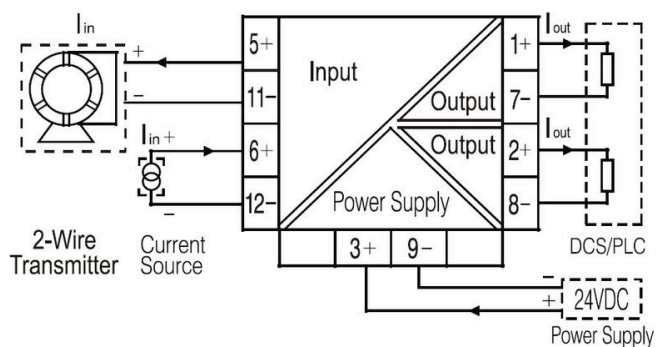 Iin
+
−
5+
11−
Input
1+
7−
Iout
Output
Iin+
−
6+
12−
Output
2+
8−
Iout
Power Supply
2-Wire
Transmitter
Current
Source
3+
9−
DCS/PLC
−
+
24VDC
Power Supply